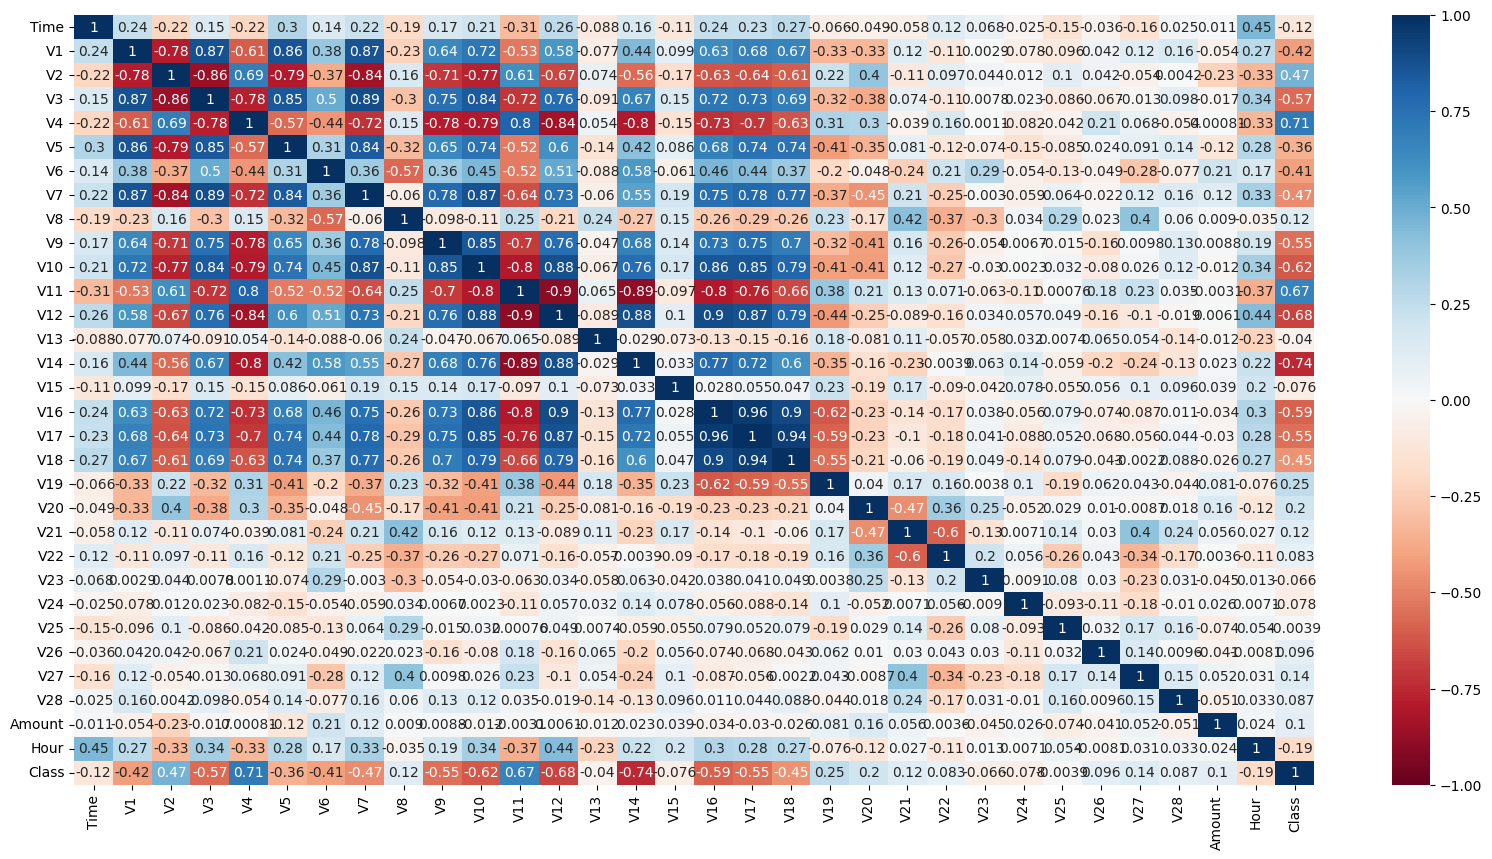 Time 1 0.24 -0.22 0.15 -0.22 0.3 0.14 0.22 -0.19 0.17 0.21 -0.31 0.26 -0.088 0.16 -0.11 0.24 0.23 0.27 -0.066 -0.049 -0.058 0.12 0.068 -0.025 -0.15 -0.036 -0.16 -0.025 0.011 0.45 -0.12
V1 0.24 1 -0.78 0.87 -0.61 0.86 0.38 0.87 -0.23 0.64 0.72 -0.53 0.58 -0.077 0.44 0.099 0.63 0.68 0.67 -0.33 -0.33 0.12 -0.11 0.0029 -0.078 -0.096 0.042 0.12 0.16 -0.054 0.27 -0.42
V2 -0.22 -0.78 1 -0.86 0.69 -0.79 -0.37 -0.84 0.16 -0.71 -0.77 0.61 -0.67 0.074 -0.56 -0.17 -0.63 -0.64 -0.61 0.22 0.4 -0.11 0.097 0.044 0.012 0.1 0.042 -0.054 0.0042 -0.23 -0.33 0.47
V3 0.15 0.87 -0.86 1 -0.78 0.85 0.5 0.89 -0.3 0.75 0.84 -0.72 0.76 -0.091 0.67 0.15 0.72 0.73 0.69 -0.32 -0.38 0.074 -0.11 0.0078 0.023 -0.086 -0.067 -0.013 0.098 -0.017 0.34 -0.57
V4 -0.22 -0.61 0.69 -0.78 1 -0.57 -0.44 -0.72 0.15 -0.78 -0.79 0.8 -0.84 0.054 -0.8 -0.15 -0.73 -0.7 -0.63 0.31 0.3 -0.039 0.16 0.0011 -0.082 -0.042 0.21 0.068 -0.054 0.00081 -0.33 0.71
V5 0.3 0.86 -0.79 0.85 -0.57 1 0.31 0.84 -0.32 0.65 0.74 -0.52 0.6 -0.14 0.42 0.086 0.68 0.74 0.74 -0.41 -0.35 0.081 -0.12 -0.074 -0.15 -0.085 0.024 0.091 0.14 -0.12 0.28 -0.36
V6 0.14 0.38 -0.37 0.5 -0.44 0.31 1 0.36 -0.57 0.36 0.45 -0.52 0.51 -0.088 0.58 -0.061 0.46 0.44 0.37 -0.2 -0.048 -0.24 0.21 0.29 -0.054 -0.13 -0.049 -0.28 -0.077 0.21 0.17 -0.41
V7 0.22 0.87 -0.84 0.89 -0.72 0.84 0.36 1 -0.06 0.78 0.87 -0.64 0.73 -0.06 0.55 0.19 0.75 0.78 0.77 -0.37 -0.45 0.21 -0.25 -0.003 -0.059 0.064 -0.022 0.12 0.16 0.12 0.33 -0.47
V8 -0.19 -0.23 0.16 -0.3 0.15 -0.32 -0.57 -0.06 1 -0.098 -0.11 0.25 -0.21 0.24 -0.27 0.15 -0.26 -0.29 -0.26 0.23 -0.17 0.42 -0.37 -0.3 0.034 0.29 0.023 0.4 0.06 0.009 -0.035 0.12
V9 0.17 0.64 -0.71 0.75 -0.78 0.65 0.36 0.78 -0.098 1 0.85 -0.7 0.76 -0.047 0.68 0.14 0.73 0.75 0.7 -0.32 -0.41 0.16 -0.26 -0.054 0.0067 -0.015 -0.16 0.0098 0.13 0.0088 0.19 -0.55
V10 0.21 0.72 -0.77 0.84 -0.79 0.74 0.45 0.87 -0.11 0.85 1 -0.8 0.88 -0.067 0.76 0.17 0.86 0.85 0.79 -0.41 -0.41 0.12 -0.27 -0.03 0.0023 0.032 -0.08 0.026 0.12 -0.012 0.34 -0.62
V11 -0.31 -0.53 0.61 -0.72 0.8 -0.52 -0.52 -0.64 0.25 -0.7 -0.8 1 -0.9 0.065 -0.89 -0.097 -0.8 -0.76 -0.66 0.38 0.21 0.13 0.071 -0.063 -0.11 0.00076 0.18 0.23 0.035 -0.0031 -0.37 0.67
V12 0.26 0.58 -0.67 0.76 -0.84 0.6 0.51 0.73 -0.21 0.76 0.88 -0.9 1 -0.089 0.88 0.1 0.9 0.87 0.79 -0.44 -0.25 -0.089 -0.16 0.034 0.057 0.049 -0.16 -0.1 -0.019 0.0061 0.44 -0.68
V13 -0.088 -0.077 0.074 -0.091 0.054 -0.14 -0.088 -0.06 0.24 -0.047 -0.067 0.065 -0.089 1 -0.029 -0.073 -0.13 -0.15 -0.16 0.18 -0.081 0.11 -0.057 -0.058 0.032 0.0074 0.065 0.054 -0.14 -0.012 -0.23 -0.04
V14 0.16 0.44 -0.56 0.67 -0.8 0.42 0.58 0.55 -0.27 0.68 0.76 -0.89 0.88 -0.029 1 0.033 0.77 0.72 0.6 -0.35 -0.16 -0.23 0.0039 0.063 0.14 -0.059 -0.2 -0.24 -0.13 0.023 0.22 -0.74
V15 -0.11 0.099 -0.17 0.15 -0.15 0.086 -0.061 0.19 0.15 0.14 0.17 -0.097 0.1 -0.073 0.033 1 0.028 0.055 0.047 0.23 -0.19 0.17 -0.09 -0.042 0.078 -0.055 0.056 0.1 0.096 0.039 0.2 -0.076
V16 0.24 0.63 -0.63 0.72 -0.73 0.68 0.46 0.75 -0.26 0.73 0.86 -0.8 0.9 -0.13 0.77 0.028 1 0.96 0.9 -0.62 -0.23 -0.14 -0.17 0.038 -0.056 0.079 -0.074 -0.087 0.011 -0.034 0.3 -0.59
V17 0.23 0.68 -0.64 0.73 -0.7 0.74 0.44 0.78 -0.29 0.75 0.85 -0.76 0.87 -0.15 0.72 0.055 0.96 1 0.94 -0.59 -0.23 -0.1 -0.18 0.041 -0.088 0.052 -0.068 -0.056 0.044 -0.03 0.28 -0.55
V18 0.27 0.67 -0.61 0.69 -0.63 0.74 0.37 0.77 -0.26 0.7 0.79 -0.66 0.79 -0.16 0.6 0.047 0.9 0.94 1 -0.55 -0.21 -0.06 -0.19 0.049 -0.14 0.079 -0.043 -0.0022 0.088 -0.026 0.27 -0.45
V19 -0.066 -0.33 0.22 -0.32 0.31 -0.41 -0.2 -0.37 0.23 -0.32 -0.41 0.38 -0.44 0.18 -0.35 0.23 -0.62 -0.59 -0.55 1 0.04 0.17 0.16 0.0038 0.1 -0.19 0.062 0.043 -0.044 0.081 -0.076 0.25
V20 -0.049 -0.33 0.4 -0.38 0.3 -0.35 -0.048 -0.45 -0.17 -0.41 -0.41 0.21 -0.25 -0.081 -0.16 -0.19 -0.23 -0.23 -0.21 0.04 1 -0.47 0.36 0.25 -0.052 0.029 0.01 -0.0087 0.018 0.16 -0.12 0.2
V21 -0.058 0.12 -0.11 0.074 -0.039 0.081 -0.24 0.21 0.42 0.16 0.12 0.13 -0.089 0.11 -0.23 0.17 -0.14 -0.1 -0.06 0.17 -0.47 1 -0.6 -0.13 0.0071 0.14 0.03 0.4 0.24 0.056 0.027 0.12
V22 0.12 -0.11 0.097 -0.11 0.16 -0.12 0.21 -0.25 -0.37 -0.26 -0.27 0.071 -0.16 -0.057 0.0039 -0.09 -0.17 -0.18 -0.19 0.16 0.36 -0.6 1 0.2 0.056 -0.26 0.043 -0.34 -0.17 0.0036 -0.11 0.083
V23 0.068 0.0029 0.044 0.0078 0.0011 -0.074 0.29 -0.003 -0.3 -0.054 -0.03 -0.063 0.034 -0.058 0.063 -0.042 0.038 0.041 0.049 0.0038 0.25 -0.13 0.2 1 0.0091 0.08 0.03 -0.23 0.031 -0.045 0.013 -0.066
V24 -0.025 -0.078 0.012 0.023 -0.082 -0.15 -0.054 -0.059 0.034 0.0067 0.0023 -0.11 0.057 0.032 0.14 0.078 -0.056 -0.088 -0.14 0.1 -0.052 0.0071 0.056 0.0091 1 -0.093 -0.11 -0.18 -0.01 0.026 0.0071 -0.078
V25 -0.15 -0.096 0.1 -0.086 -0.042 -0.085 -0.13 0.064 0.29 -0.015 0.032 0.00076 0.049 0.0074 -0.059 -0.055 0.079 0.052 0.079 -0.19 0.029 0.14 -0.26 0.08 -0.093 1 0.032 0.17 0.16 -0.074 0.054 -0.0039
V26 -0.036 0.042 0.042 -0.067 0.21 0.024 -0.049 -0.022 0.023 -0.16 -0.08 0.18 -0.16 0.065 -0.2 0.056 -0.074 -0.068 -0.043 0.062 0.01 0.03 0.043 0.03 -0.11 0.032 1 0.14 0.0096 -0.041 -0.0081 0.096
V27 -0.16 0.12 -0.054 -0.013 0.068 0.091 -0.28 0.12 0.4 0.0098 0.026 0.23 -0.1 0.054 -0.24 0.1 -0.087 -0.056 -0.0022 0.043 -0.0087 0.4 -0.34 -0.23 -0.18 0.17 0.14 1 0.15 0.052 0.031 0.14
V28 -0.025 0.16 0.0042 0.098 -0.054 0.14 -0.077 0.16 0.06 0.13 0.12 0.035 -0.019 -0.14 -0.13 0.096 0.011 0.044 0.088 -0.044 0.018 0.24 -0.17 0.031 -0.01 0.16 0.0096 0.15 1 -0.051 0.033 0.087
Amount 0.011 -0.054 -0.23 -0.017 0.00081 -0.12 0.21 0.12 0.009 0.0088 -0.012 -0.0031 0.0061 -0.012 0.023 0.039 -0.034 -0.03 -0.026 0.081 0.16 0.056 0.0036 -0.045 0.026 -0.074 -0.041 0.052 -0.051 1 0.024 0.1
Hour 0.45 0.27 -0.33 0.34 -0.33 0.28 0.17 0.33 -0.035 0.19 0.34 -0.37 0.44 -0.23 0.22 0.2 0.3 0.28 0.27 -0.076 -0.12 0.027 -0.11 0.013 0.0071 0.054 -0.0081 0.031 0.033 0.024 1 -0.19
Class -0.12 -0.42 0.47 -0.57 0.71 -0.36 -0.41 -0.47 0.12 -0.55 -0.62 0.67 -0.68 -0.04 -0.74 -0.076 -0.59 -0.55 -0.45 0.25 0.2 0.12 0.083 -0.066 -0.078 -0.0039 0.096 0.14 0.087 0.1 -0.19 1
Time V1 V2 V3 V4 V5 V6 V7 V8 V9 V10 V11 V12 V13 V14 V15 V16 V17 V18 V19 V20 V21 V22 V23 V24 V25 V26 V27 V28 Amount Hour Class
1.00
0.75
0.50
0.25
0.00
−0.25
−0.50
−0.75
−1.00